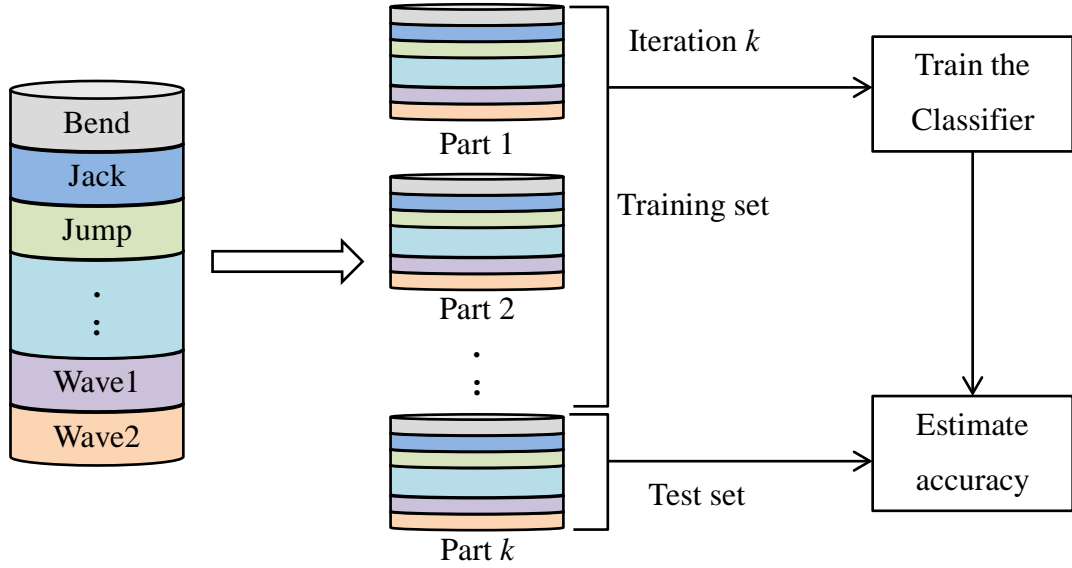 Bend
Jack
Jump
.
:
Wave1
Wave2
Part 1
Part 2
.
:
Part k
Iteration k
Training set
Test set
Train the
Classifier
Estimate
accuracy